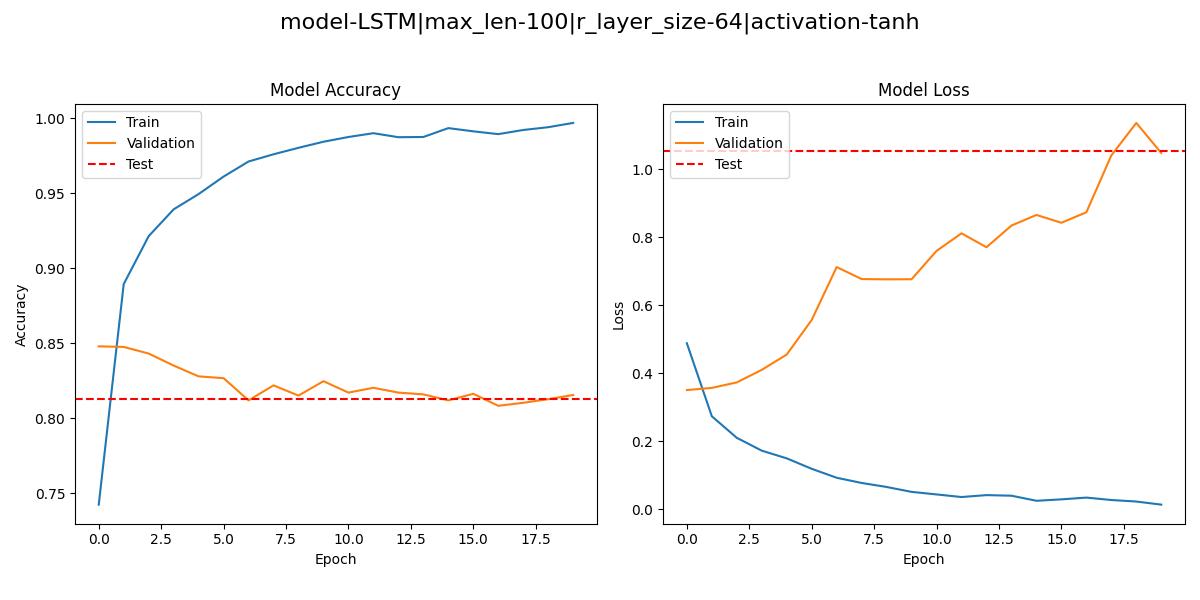 model-LSTM|max_len-100|r_layer_size-64|activation-tanh
Model Accuracy
Train
Validation
Test
1.00
0.95
0.90
0.85
0.80
0.75
Accuracy
0.0 2.5 5.0 7.5 10.0 12.5 15.0 17.5
Epoch
Model Loss
Train
Validation
Test
1.0
0.8
0.6
0.4
0.2
0.0
Loss
0.0 2.5 5.0 7.5 10.0 12.5 15.0 17.5
Epoch